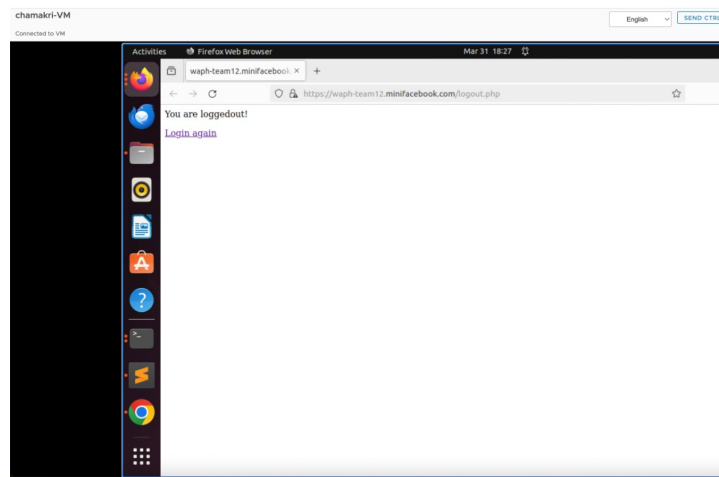 chamakri-VM
English
SEND CTRL
Connected to VM
Activities Firefox Web Browser Mar 31 18:27
waph-team12.minifacebook. × +
https://waph-team12.minifacebook.com/logout.php
You are loggedout!
Login again